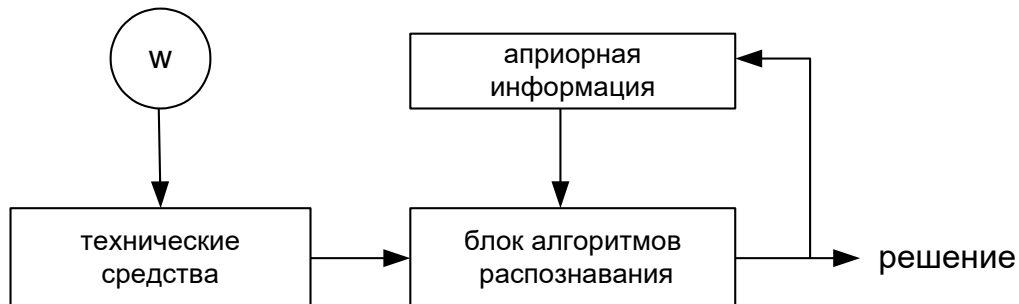 w
априорная
информация
технические
средства
блок алгоритмов
распознавания
решение